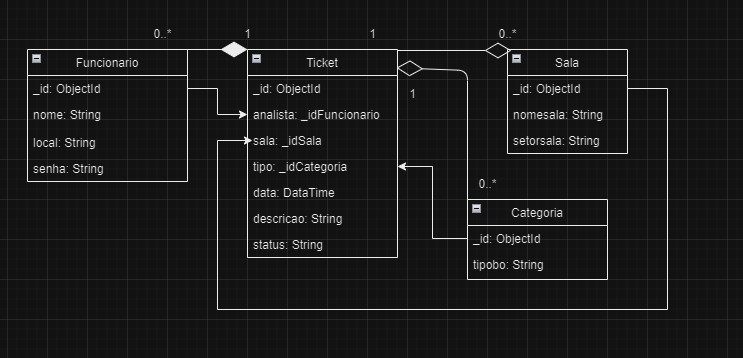 0..*
1
1
0..*
Funcionario
_id: ObjectId
nome: String
local: String
senha: String
Ticket
_id: ObjectId
analista: _idFuncionario
sala: _idSala
tipo: _idCategoria
data: DataTime
descricao: String
status: String
Sala
_id: ObjectId
nomesala: String
setorsala: String
1
0..*
Categoria
_id: ObjectId
tipobo: String